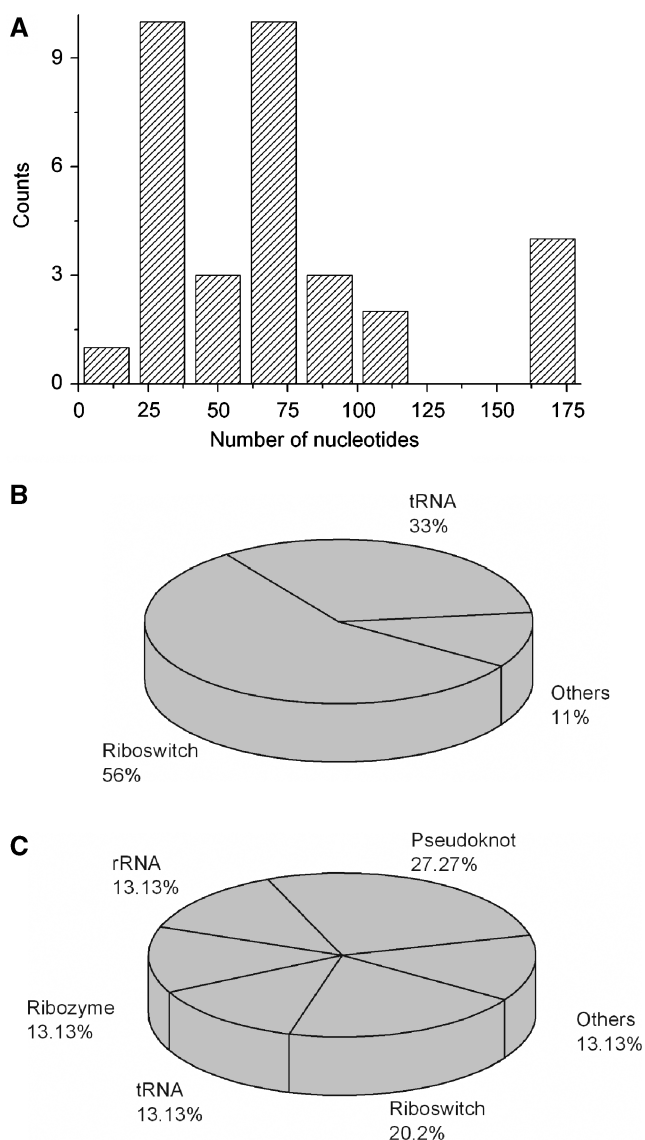 A
9
6
3
0
Counts
0 25 50 75 100 125 150 175
Number of nucleotides
B
tRNA
33%
Others
11%
Riboswitch
56%
C
Pseudoknot
27.27%
rRNA
13.13%
Ribozyme
13.13%
Others
13.13%
tRNA
13.13%
Riboswitch
20.2%